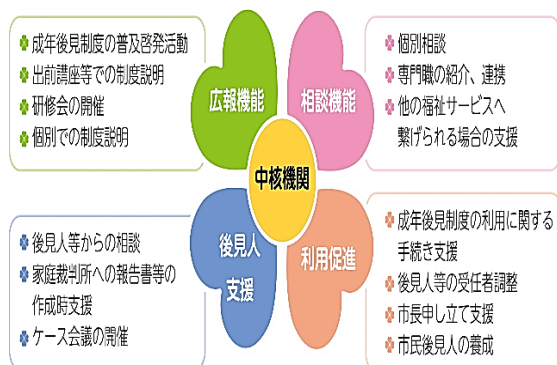 成年後見制度の普及啓発活動
出前講座等での制度説明
研修会の開催
個別での制度説明
広報機能
相談機能
個別相談
専門職の紹介、連携
他の福祉サービスへ
繋げられる場合の支援
中核機関
後見人等からの相談
家庭裁判所への報告書等の
作成時支援
ケース会議の開催
後見人
支援
利用促進
成年後見制度の利用に関する
手続き支援
後見人等の受任者調整
市長申し立て支援
市民後見人の養成